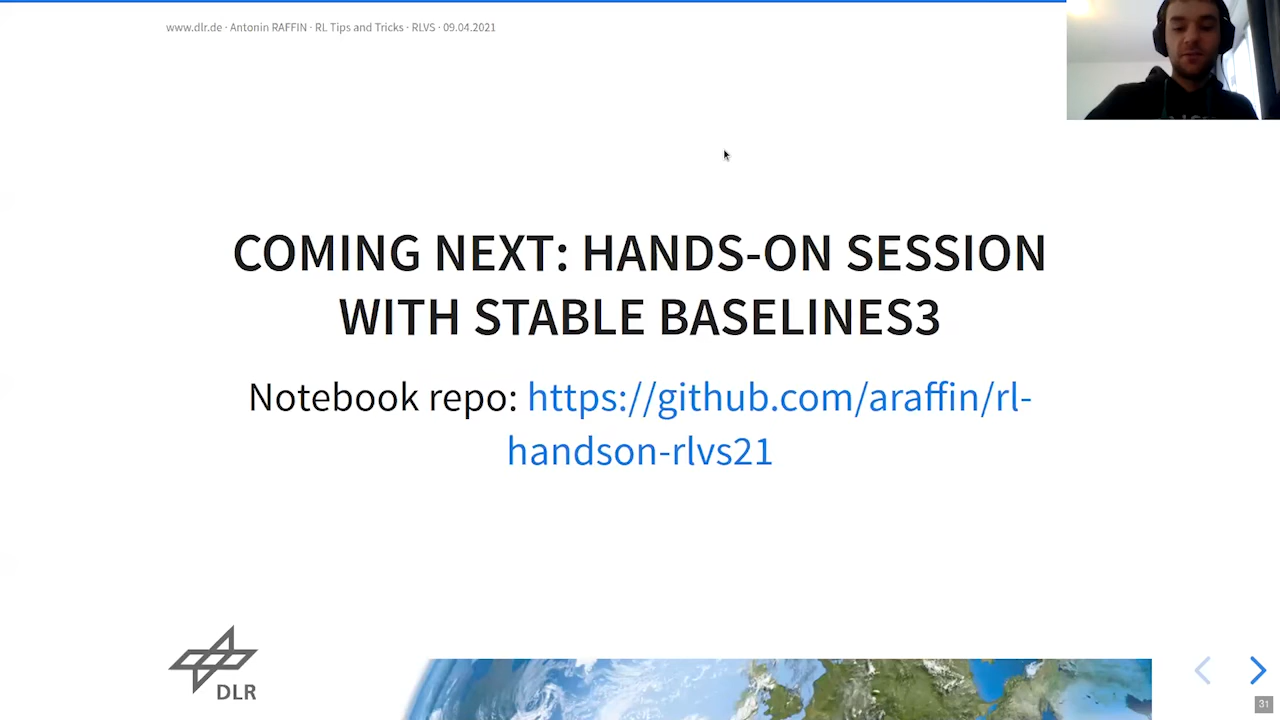 www.dlr.de · Antonin RAFFIN · RL Tips and Tricks · RLVS · 09.04.2021
COMING NEXT: HANDS-ON SESSION
WITH STABLE BASELINES3
Notebook repo: https://github.com/araffin/rl-
handson-rlvs21
DLR
31